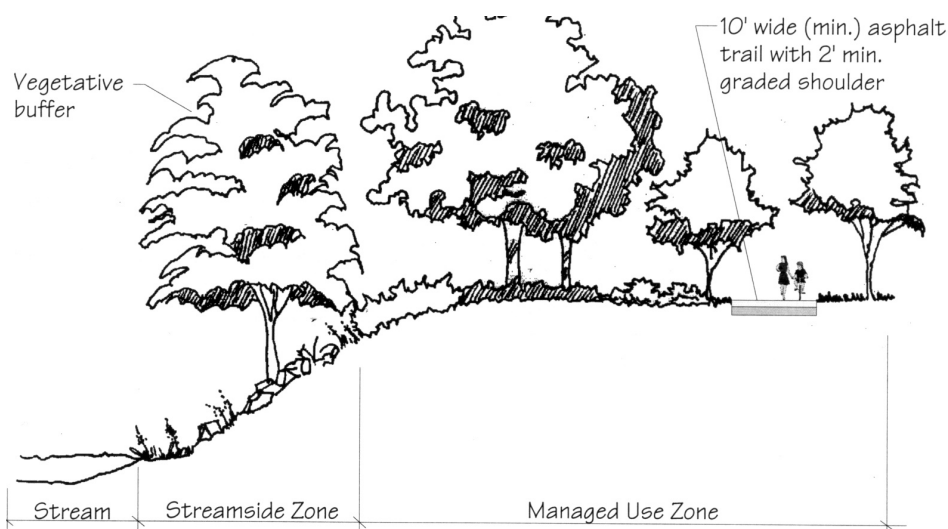 Vegetative
buffer
10' wide (min.) asphalt
trail with 2' min.
graded shoulder
Stream
Streamside Zone
Managed Use Zone